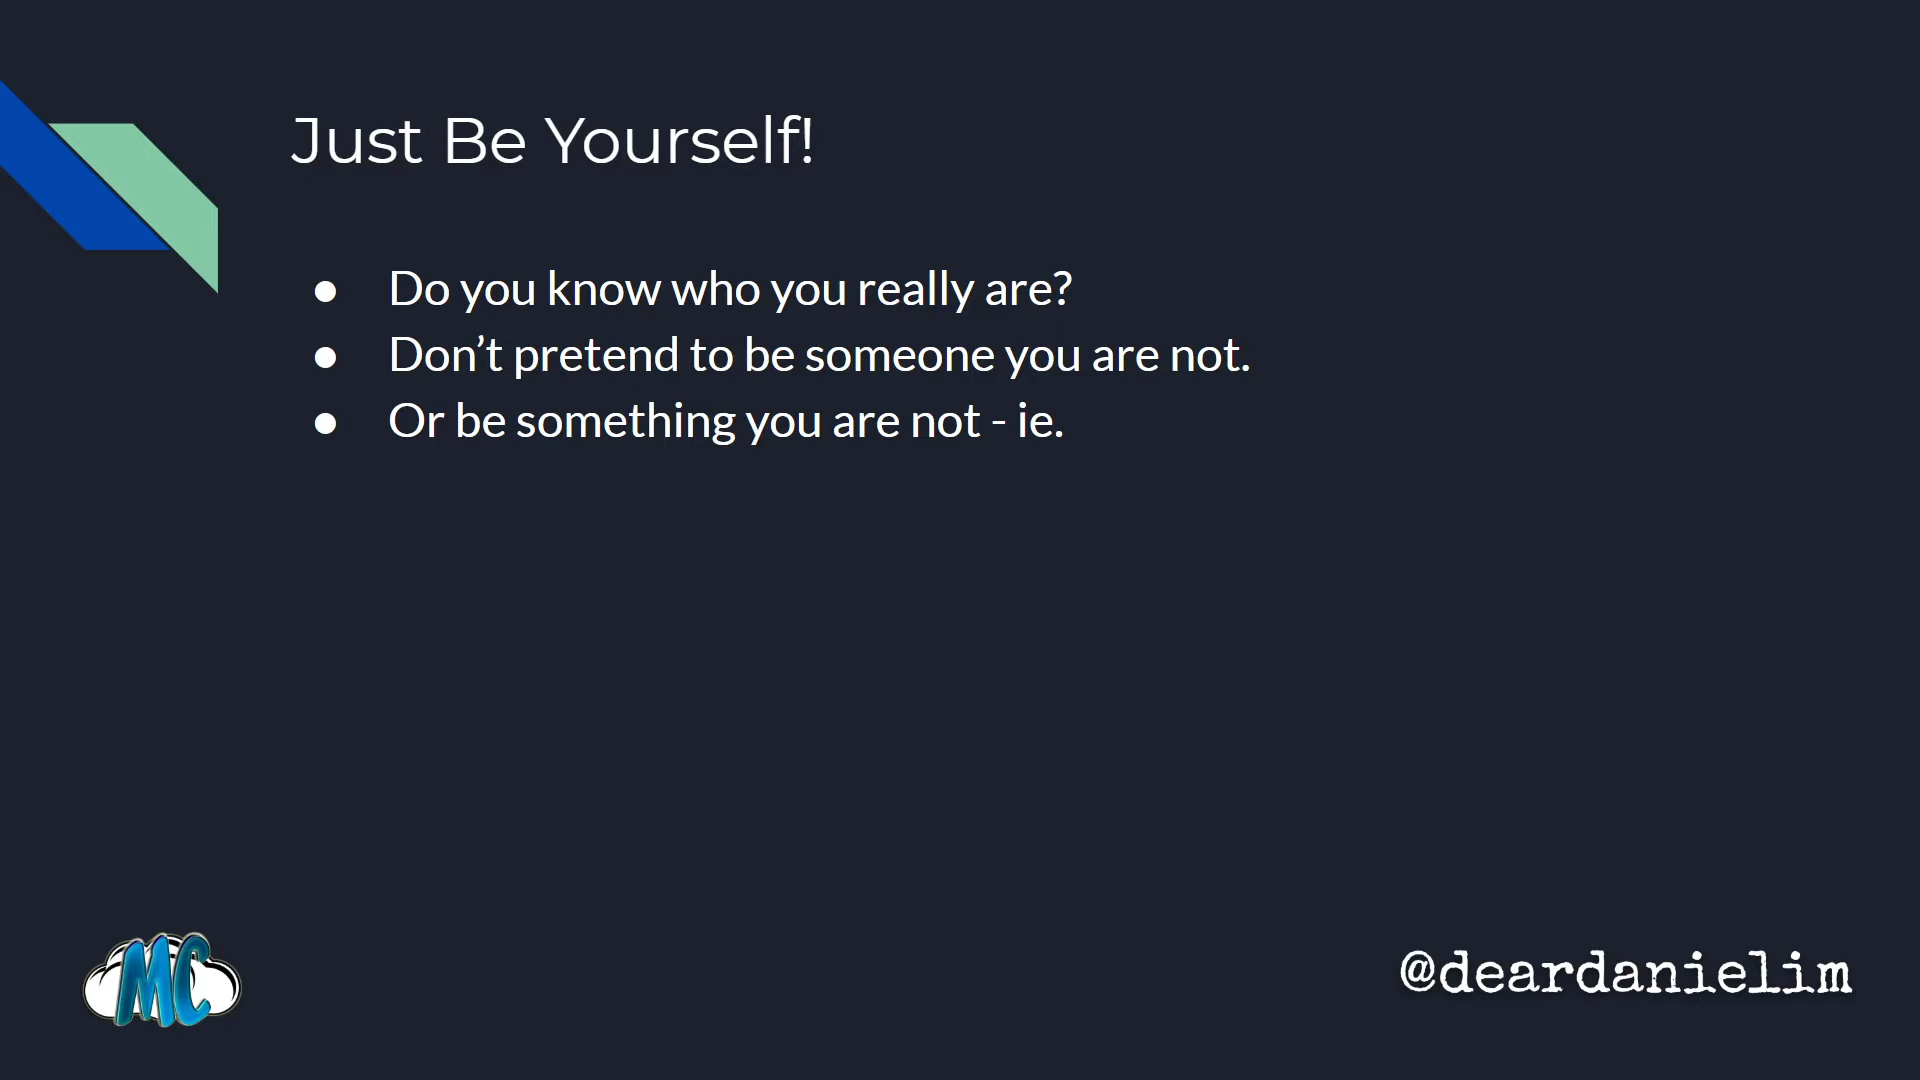 Just Be Yourself!
● Do you know who you really are?
● Don’t pretend to be someone you are not.
● Or be something you are not - ie.
MC
@deardanielim